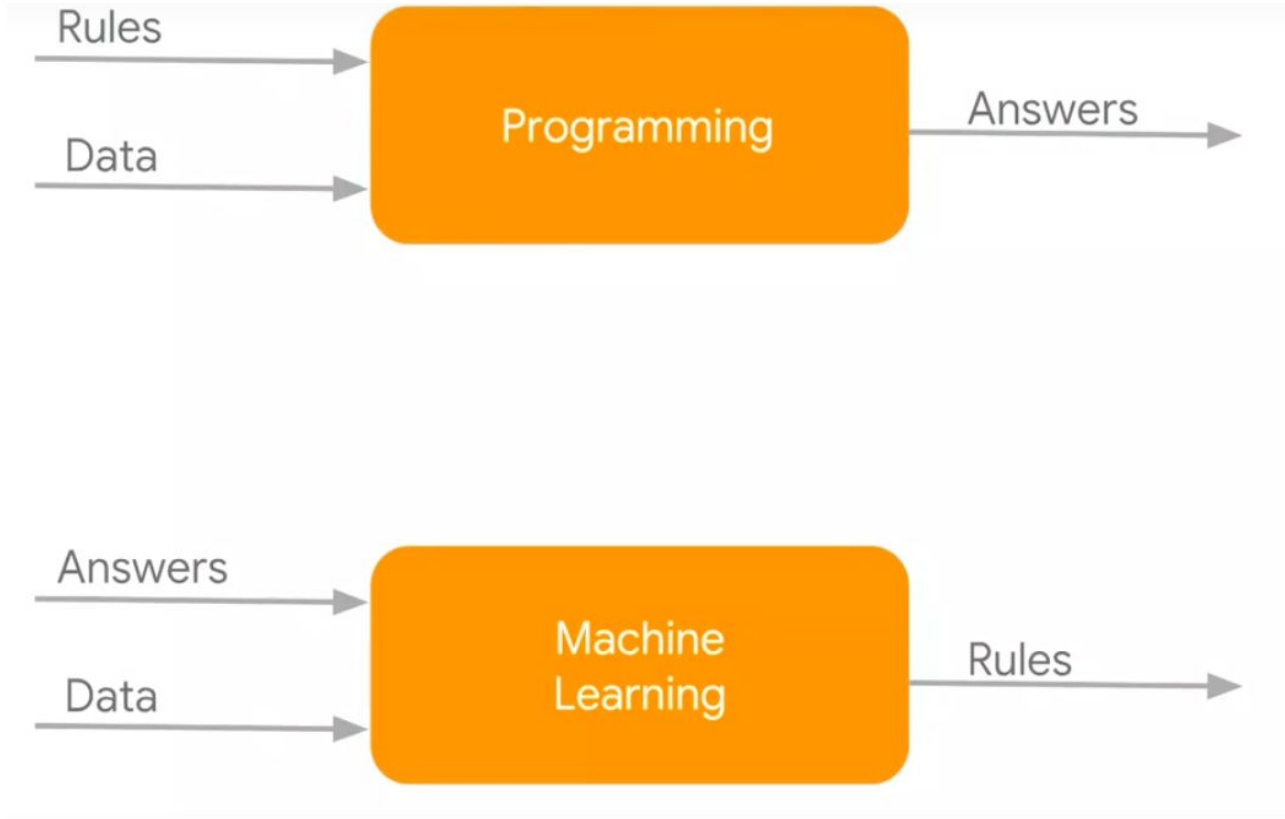 Rules
Data
Programming
Answers
Answers
Data
Machine
Learning
Rules